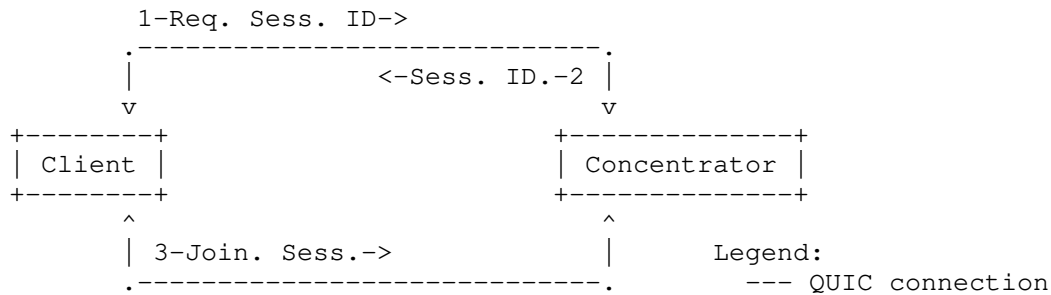 1-Req. Sess. ID->
<-Sess. ID.-2
Client
Concentrator
3-Join. Sess.->
Legend:
--- QUIC connection